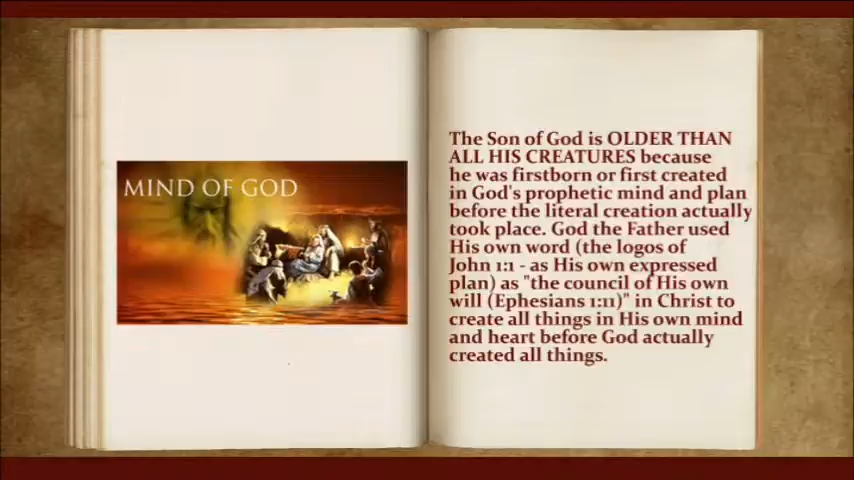 MIND OF GOD
The Son of God is OLDER THAN
ALL HIS CREATURES because
he was firstborn or first created
in God's prophetic mind and plan
before the literal creation actually
took place. God the Father used
His own word (the logos of
John 1:1 - as His own expressed
plan) as "the council of His own
will (Ephesians 1:11)" in Christ to
create all things in His own mind
and heart before God actually
created all things.